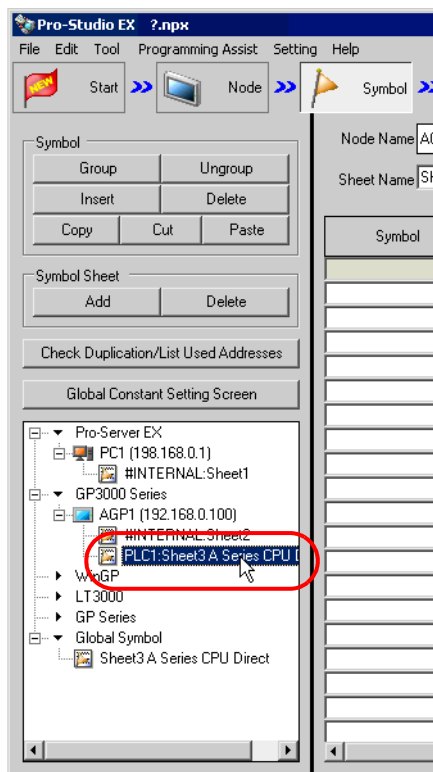 Pro-Studio EX ?.npx
File Edit Tool Programming Assist Setting Help
NEW Start Node Symbol
Symbol
Group Ungroup
Insert Delete
Copy Cut Paste
Symbol Sheet
Add Delete
Check Duplication/List Used Addresses
Global Constant Setting Screen
Node Name
Sheet Name
Symbol
Pro-Server EX
PC1 (198.168.0.1)
#INTERNAL:Sheet1
GP3000 Series
AGP1 (192.168.0.100)
#INTERNAL:Sheet2
PLC1:Sheet3 A Series CPU
WinGP
LT3000
GP Series
Global Symbol
Sheet3 A Series CPU Direct